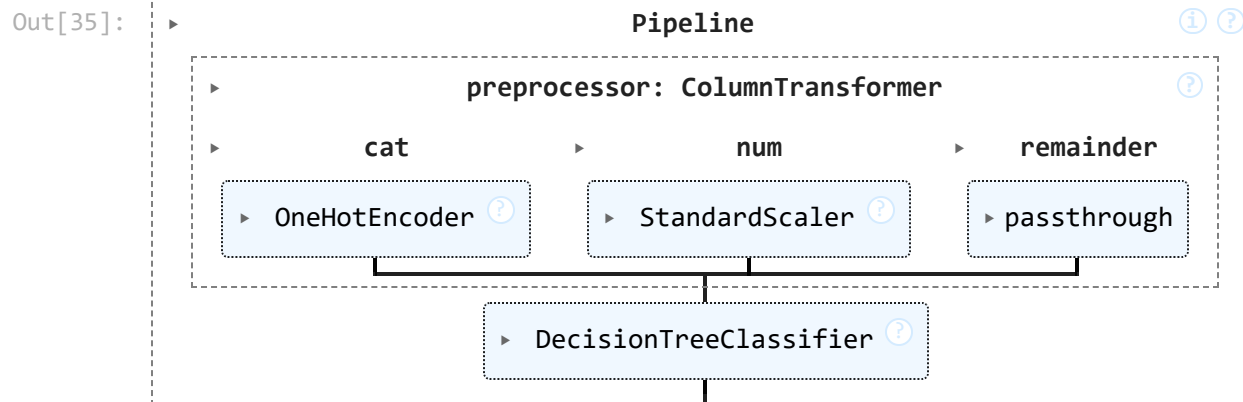 Out[35]:
▸ Pipeline i ?
▸ preprocessor: ColumnTransformer ?
▸ cat ▸ num ▸ remainder
▸ OneHotEncoder ? ▸ StandardScaler ? ▸ passthrough
▸ DecisionTreeClassifier ?